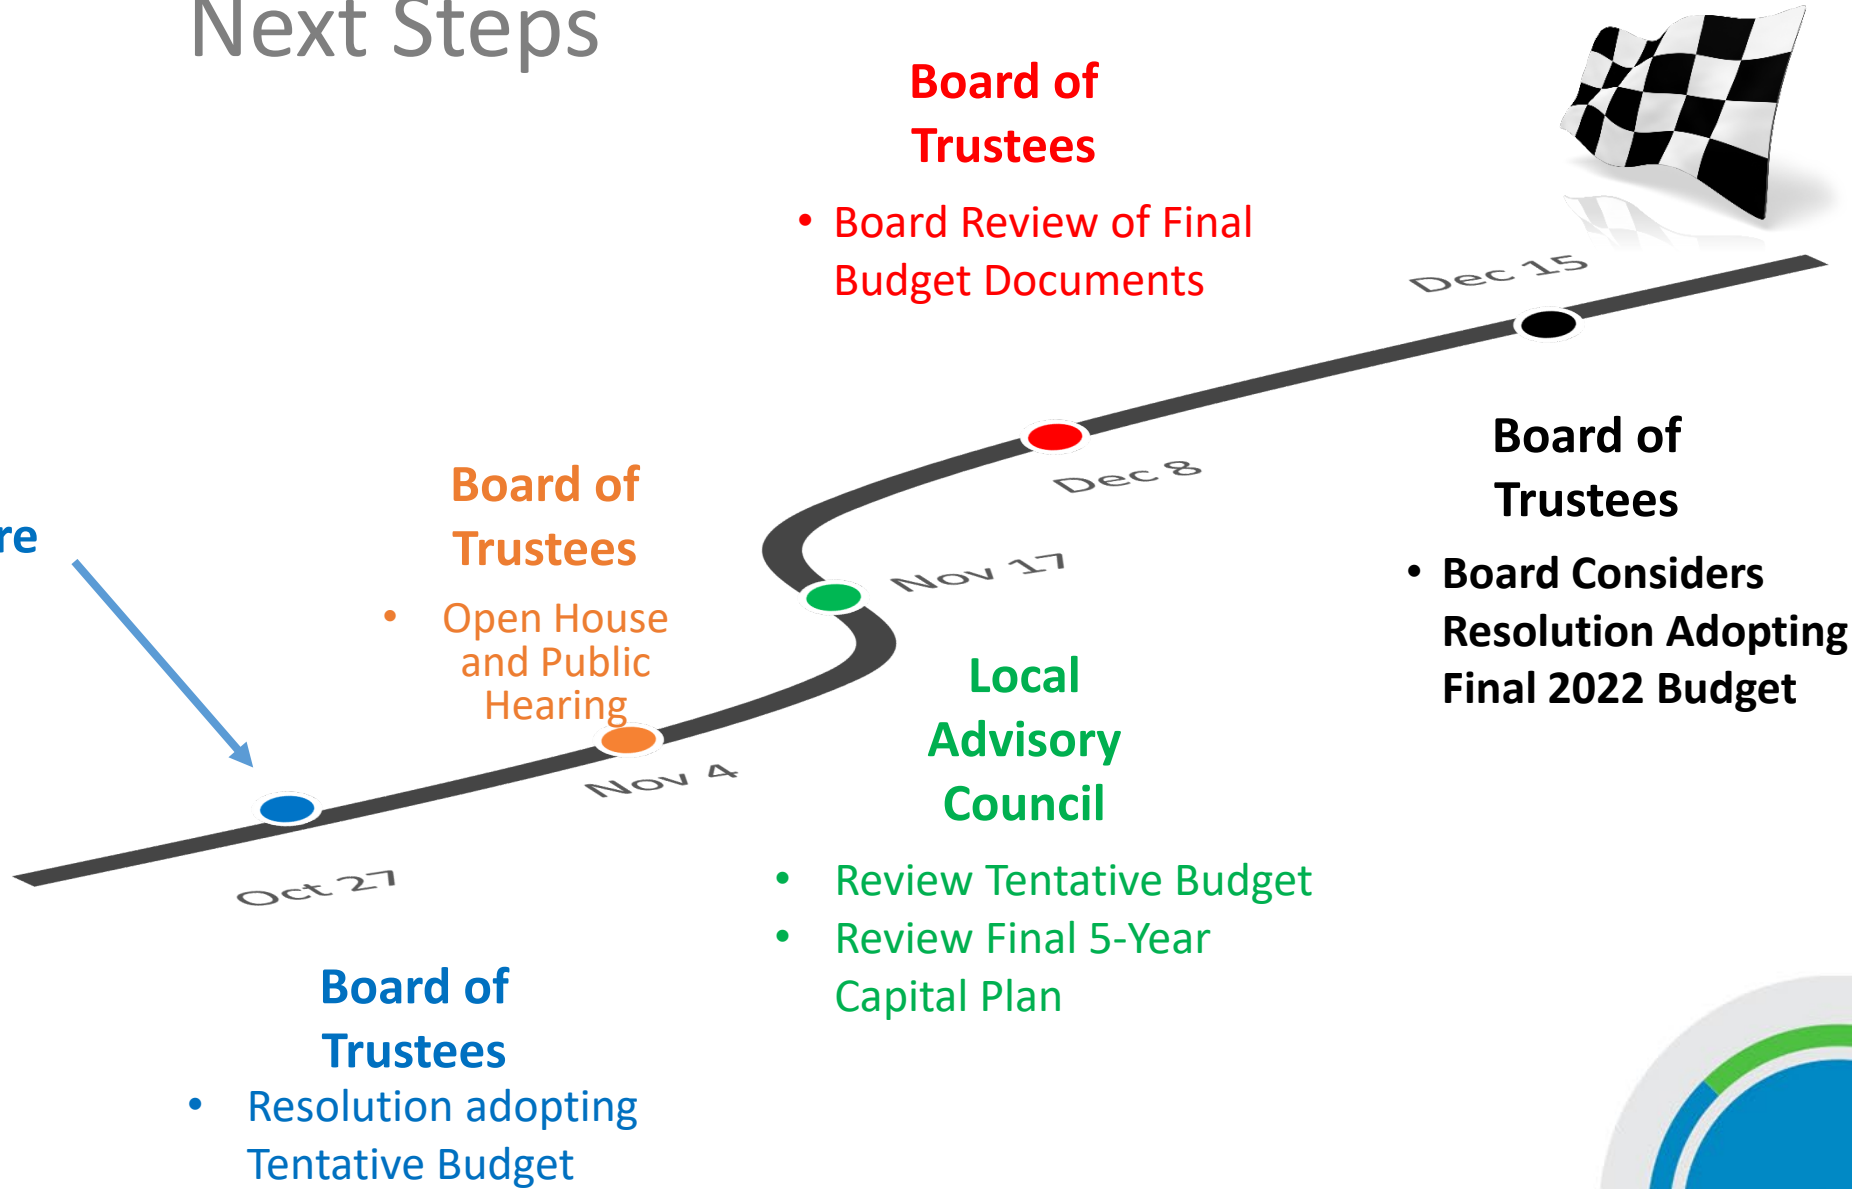 Next Steps
Board of
Trustees
• Board Review of Final
Budget Documents
Dec 15
Dec 8
Board of
Trustees
• Board Considers
Resolution Adopting
Final 2022 Budget
re
Board of
Trustees
• Open House
and Public
Hearing
Nov 17
Nov 4
Local
Advisory
Council
• Review Tentative Budget
• Review Final 5-Year
Capital Plan
Oct 27
Board of
Trustees
• Resolution adopting
Tentative Budget